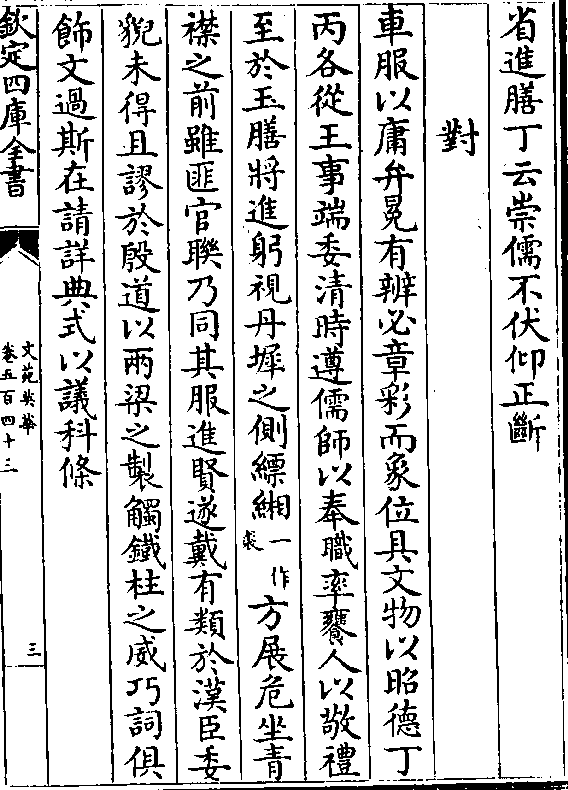 省進膳丁云崇儒不伏仰正斷
對
車服以庸弁冕有辨必章彩而象位具文物以昭德丁
丙各從王事端委清時遵儒師以奉職率饔人以敬禮
至於玉膳將進躬視丹墀之側縹緗一作袠方展危坐青
襟之前雖匪官聯乃同其服進賢遂戴有類於漢臣委
貌未得且謬於殷道以兩梁之製觸鐵柱之威巧詞俱
飾文過斯在請詳典式以議科條
欽定四庫全書
文苑英華
卷五百四十三
三